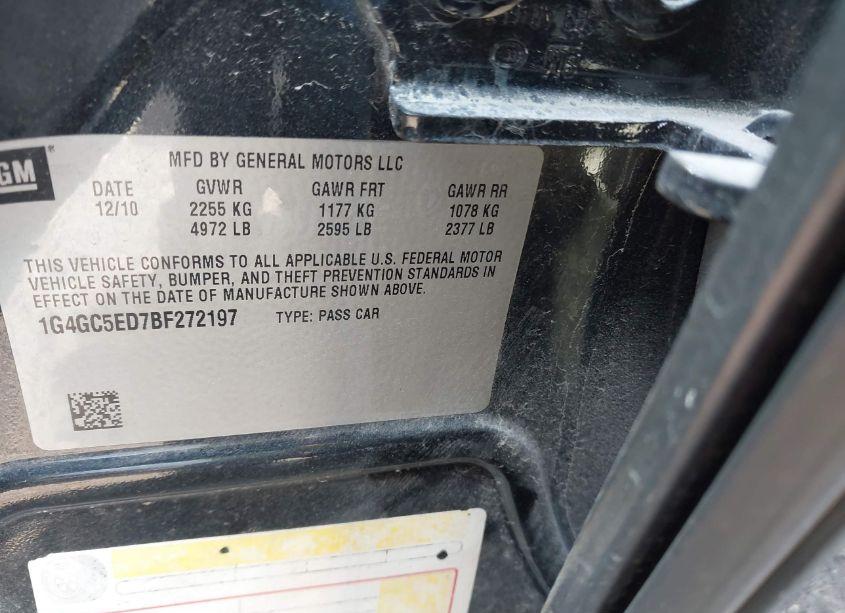 GM®
MFD BY GENERAL MOTORS LLC
DATE GVWR GAWR FRT GAWR RR
12/10 2255 KG 1177 KG 1078 KG
4972 LB 2595 LB 2377 LB
THIS VEHICLE CONFORMS TO ALL APPLICABLE U.S. FEDERAL MOTOR
VEHICLE SAFETY, BUMPER, AND THEFT PREVENTION STANDARDS IN
EFFECT ON THE DATE OF MANUFACTURE SHOWN ABOVE.
1G4GC5ED7BF272197 TYPE: PASS CAR